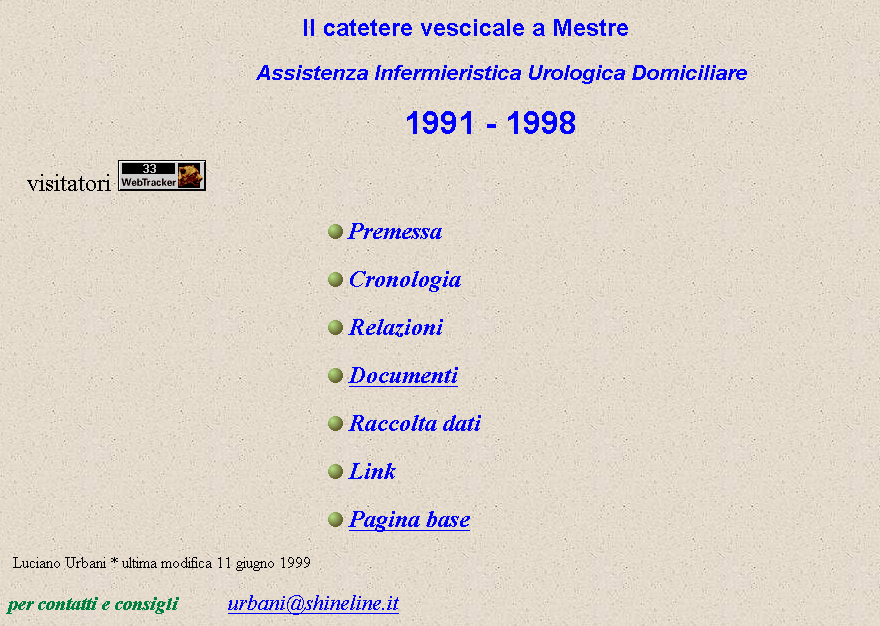 Il catetere vescicale a Mestre
Assistenza Infermieristica Urologica Domiciliare
1991 - 1998
visitatori
33
WebTracker
Premessa
Cronologia
Relazioni
Documenti
Raccolta dati
Link
Pagina base
Luciano Urbani * ultima modifica 11 giugno 1999
per contatti e consigli urbani@shineline.it